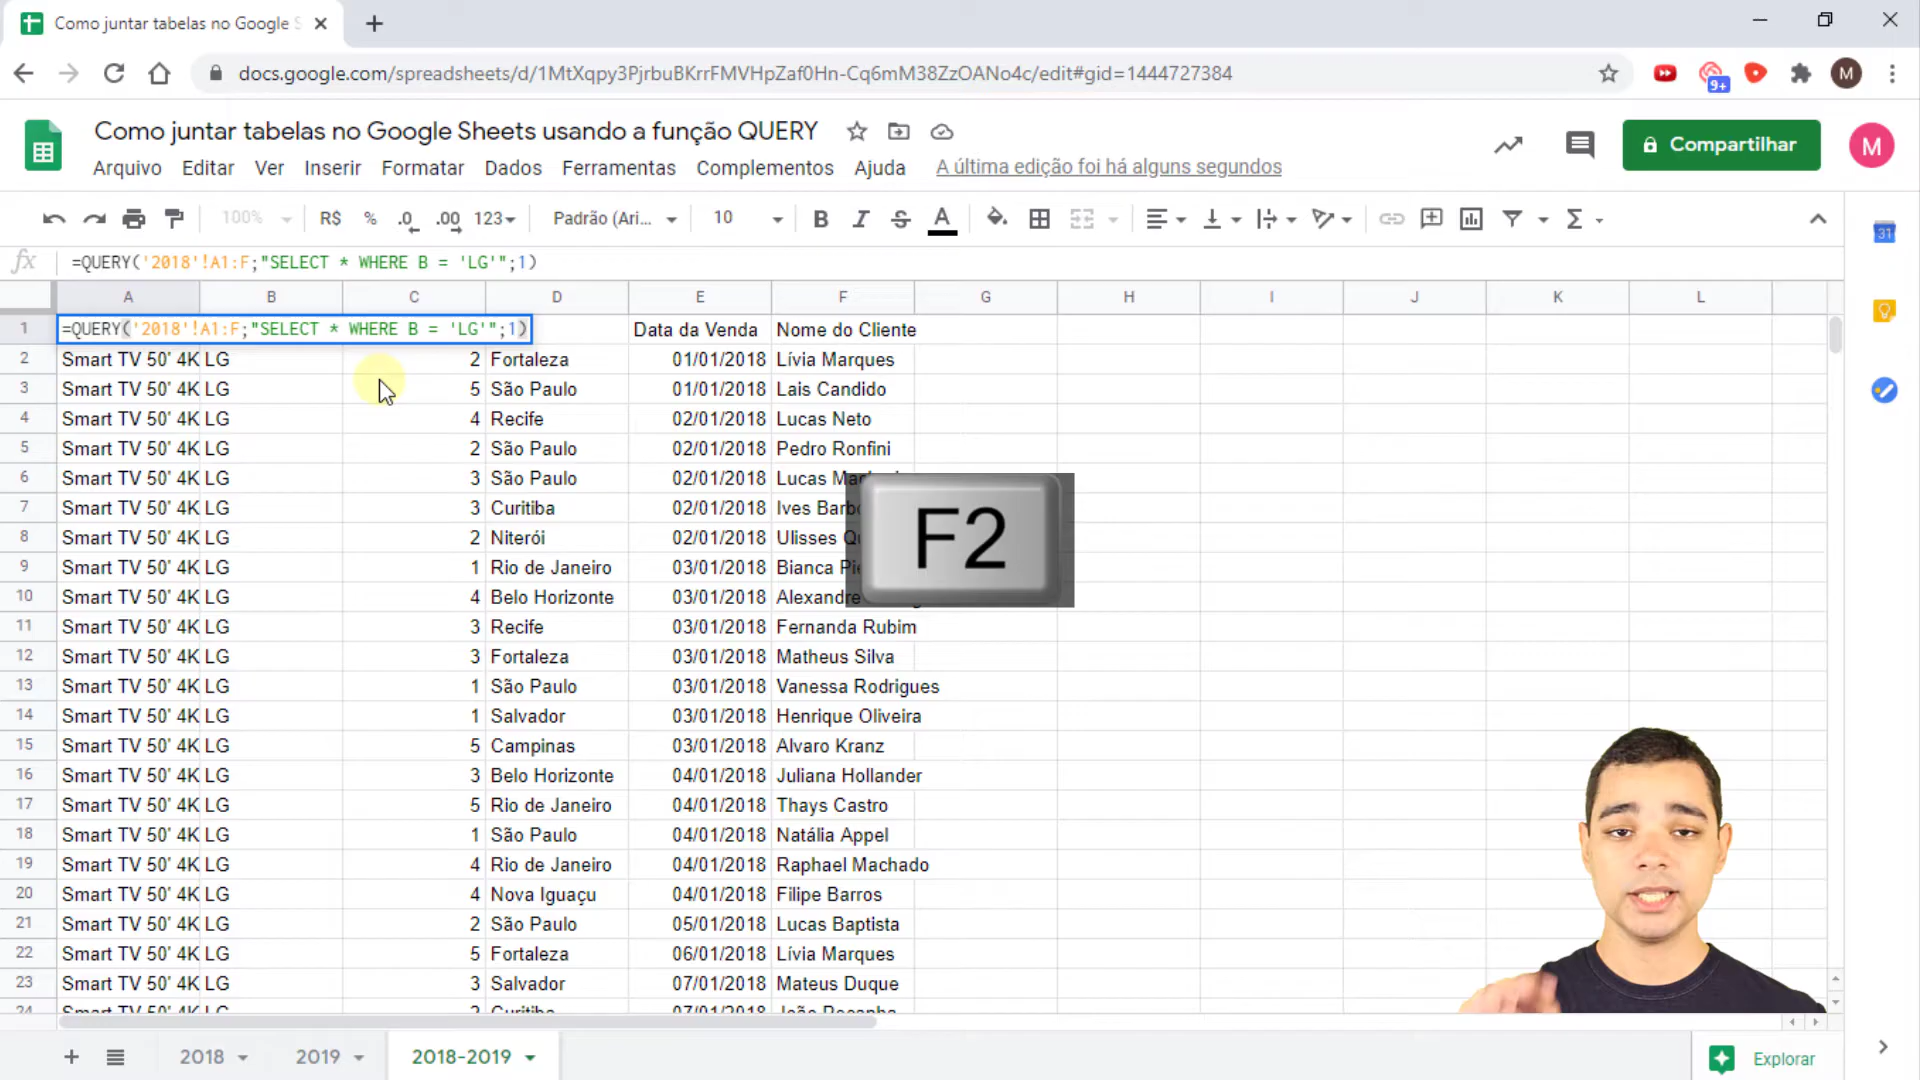 Como juntar tabelas no Google S
docs.google.com/spreadsheets/d/1MtXqpy3PjrbuBKrrFMVHpZaf0Hn-Cq6mM38ZzOANo4c/edit#gid=1444727384
9+
M
Como juntar tabelas no Google Sheets usando a função QUERY
Compartilhar
M
Arquivo Editar Ver Inserir Formatar Dados Ferramentas Complementos Ajuda A última edição foi há alguns segundos
100% R$ % .0 .00 123 Padrão (Ari... 10 B I S A Σ
31
fx =QUERY('2018'!A1:F;"SELECT * WHERE B = 'LG'";1)
A B C D E F G H I J K L
1 =QUERY('2018'!A1:F;"SELECT * WHERE B = 'LG'";1) Data da Venda Nome do Cliente
2 Smart TV 50' 4K LG 2 Fortaleza 01/01/2018 Lívia Marques
3 Smart TV 50' 4K LG 5 São Paulo 01/01/2018 Lais Candido
4 Smart TV 50' 4K LG 4 Recife 02/01/2018 Lucas Neto
5 Smart TV 50' 4K LG 2 São Paulo 02/01/2018 Pedro Ronfini
6 Smart TV 50' 4K LG 3 São Paulo 02/01/2018 Lucas
7 Smart TV 50' 4K LG 3 Curitiba 02/01/2018 Ives
8 Smart TV 50' 4K LG 2 Niterói 02/01/2018 Ulisses
F2
9 Smart TV 50' 4K LG 1 Rio de Janeiro 03/01/2018 Bianca
10 Smart TV 50' 4K LG 4 Belo Horizonte 03/01/2018 Alexandre
11 Smart TV 50' 4K LG 3 Recife 03/01/2018 Fernanda Rubim
12 Smart TV 50' 4K LG 3 Fortaleza 03/01/2018 Matheus Silva
13 Smart TV 50' 4K LG 1 São Paulo 03/01/2018 Vanessa Rodrigues
14 Smart TV 50' 4K LG 1 Salvador 03/01/2018 Henrique Oliveira
15 Smart TV 50' 4K LG 5 Campinas 03/01/2018 Alvaro Kranz
16 Smart TV 50' 4K LG 3 Belo Horizonte 04/01/2018 Juliana Hollander
17 Smart TV 50' 4K LG 5 Rio de Janeiro 04/01/2018 Thays Castro
18 Smart TV 50' 4K LG 1 São Paulo 04/01/2018 Natália Appel
19 Smart TV 50' 4K LG 4 Rio de Janeiro 04/01/2018 Raphael Machado
20 Smart TV 50' 4K LG 4 Nova Iguaçu 04/01/2018 Filipe Barros
21 Smart TV 50' 4K LG 2 São Paulo 05/01/2018 Lucas Baptista
22 Smart TV 50' 4K LG 5 Fortaleza 06/01/2018 Lívia Marques
23 Smart TV 50' 4K LG 3 Salvador 07/01/2018 Mateus Duque
2018 2019 2018-2019 Explorar